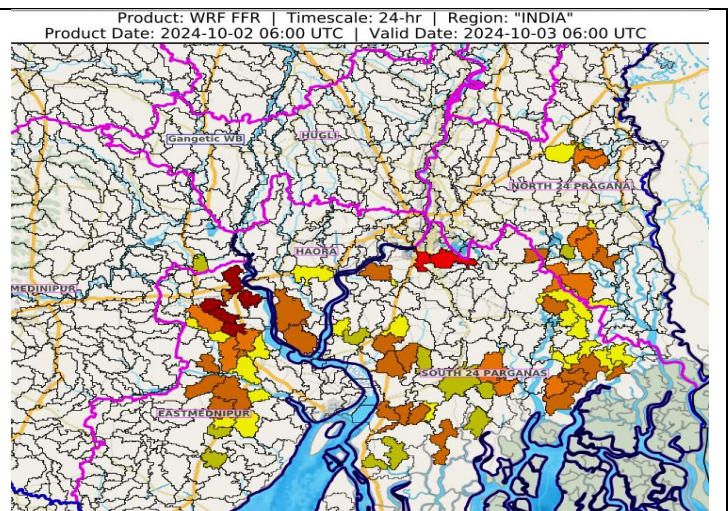 Product: WRF FFR | Timescale: 24-hr | Region: "INDIA"
Product Date: 2024-10-02 06:00 UTC | Valid Date: 2024-10-03 06:00 UTC
Gangetic WB
HUGLI
NORTH 24 PRAGANA
HAORA
MEDINIPUR
SOUTH 24 PARGANAS
EASTMEDNIPUR